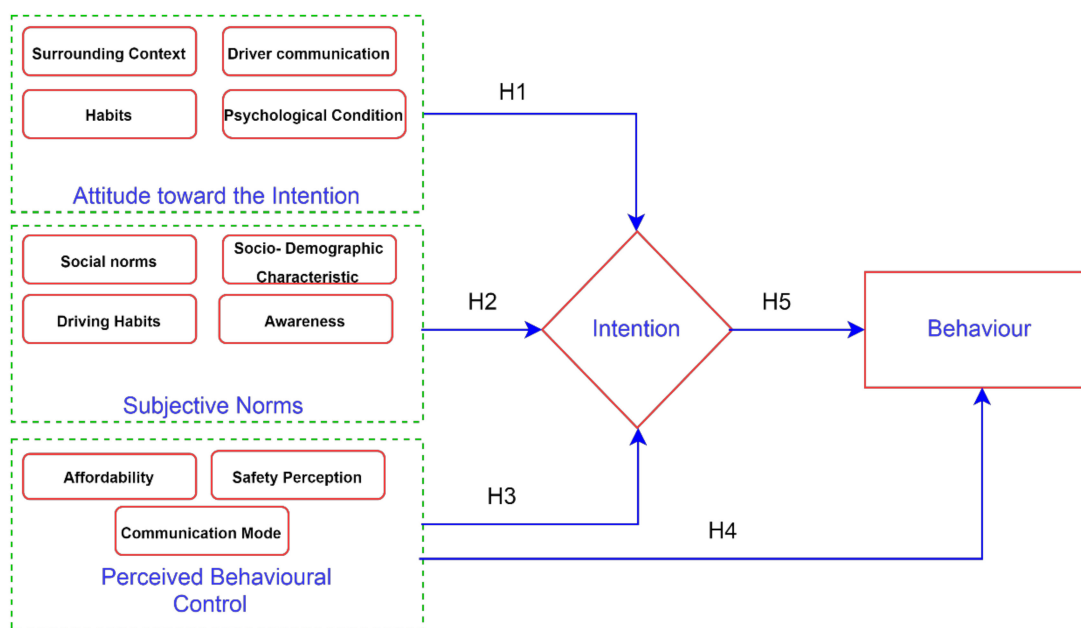 Surrounding Context
Driver communication
Habits
Psychological Condition
Attitude toward the Intention
H1
Social norms
Socio- Demographic
Characteristic
Driving Habits
Awareness
Subjective Norms
H2
Intention
H5
Behaviour
Affordability
Safety Perception
Communication Mode
Perceived Behavioural
Control
H3
H4